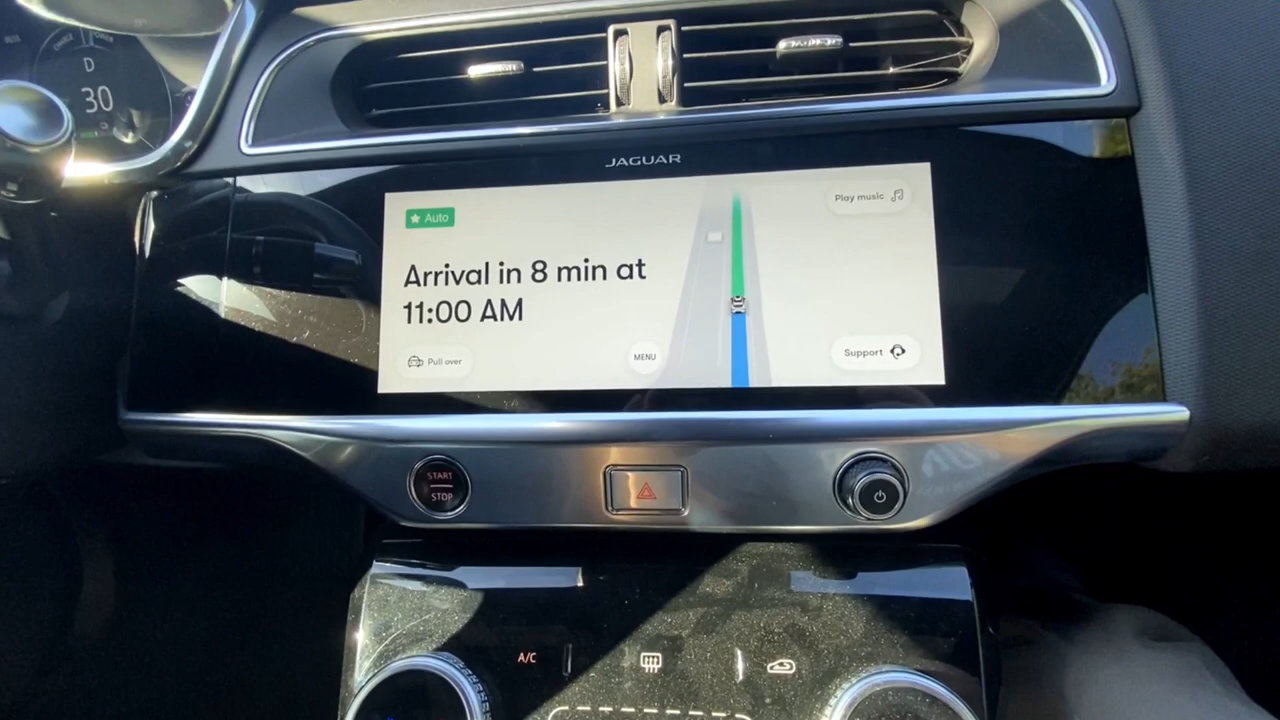 D
30
JAGUAR
Auto
Play music
Arrival in 8 min at
11:00 AM
Pull over
MENU
Support
START
STOP
A/C